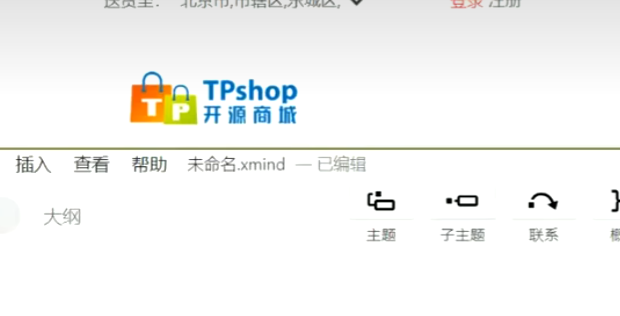 送货至: 北京市,市辖区,东城区, 登录 注册
TPshop
开源商城
插入 查看 帮助 未命名.xmind — 已编辑
大纲
主题 子主题 联系